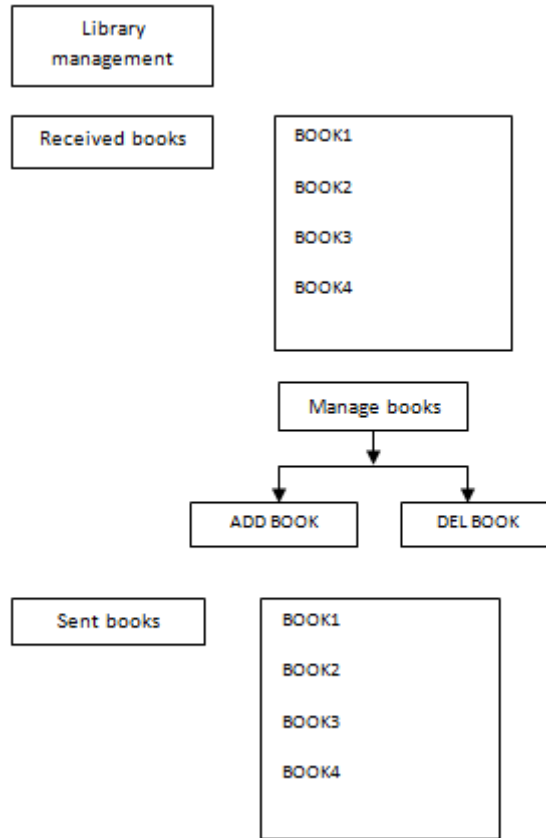 Library
management
Received books
BOOK1
BOOK2
BOOK3
BOOK4
Manage books
ADD BOOK
DEL BOOK
Sent books
BOOK1
BOOK2
BOOK3
BOOK4